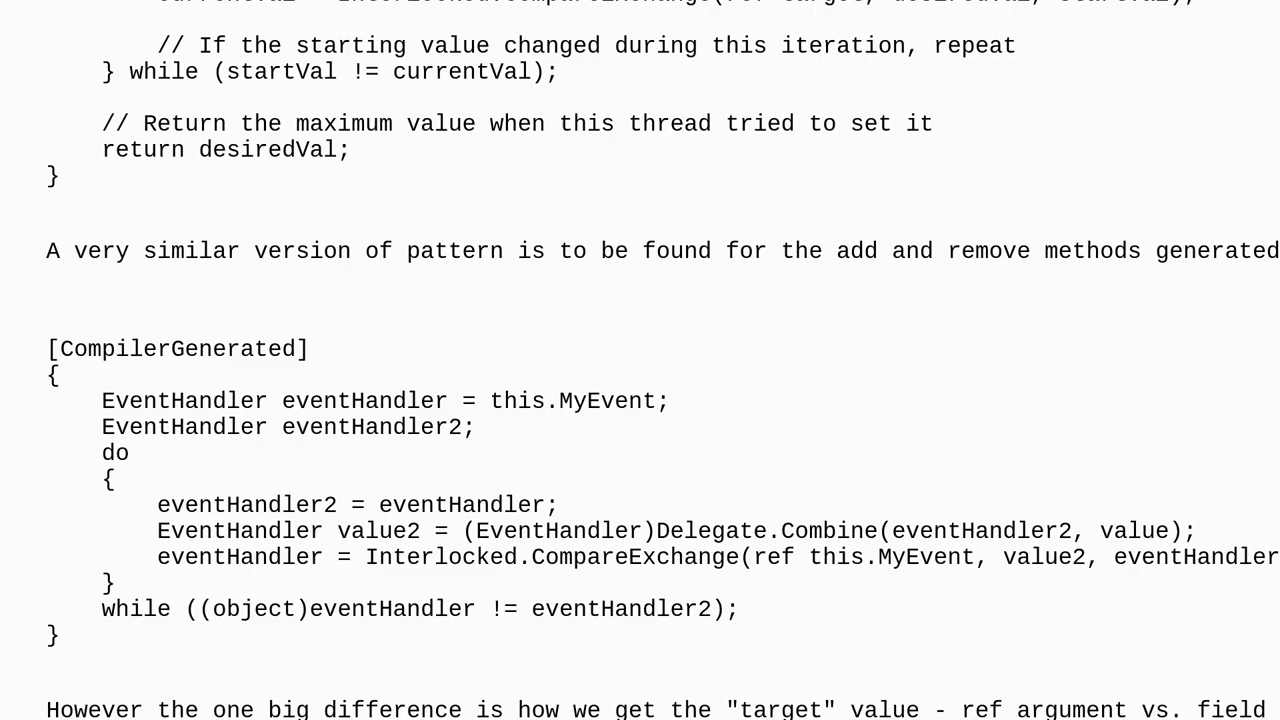 // If the starting value changed during this iteration, repeat
} while (startVal != currentVal);
// Return the maximum value when this thread tried to set it
return desiredVal;
}
A very similar version of pattern is to be found for the add and remove methods generated
[CompilerGenerated]
{
EventHandler eventHandler = this.MyEvent;
EventHandler eventHandler2;
do
{
eventHandler2 = eventHandler;
EventHandler value2 = (EventHandler)Delegate.Combine(eventHandler2, value);
eventHandler = Interlocked.CompareExchange(ref this.MyEvent, value2, eventHandler
}
while ((object)eventHandler != eventHandler2);
}
However the one big difference is how we get the "target" value - ref argument vs. field